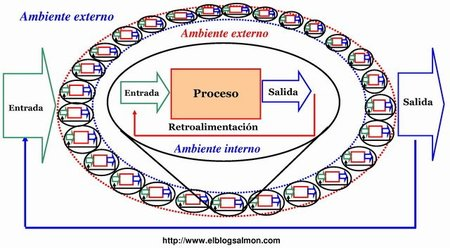 Ambiente externo
Ambiente externo
Entrada
Entrada
Proceso
Salida
Salida
Retroalimentación
Ambiente interno
http://www.elblogsalmon.com